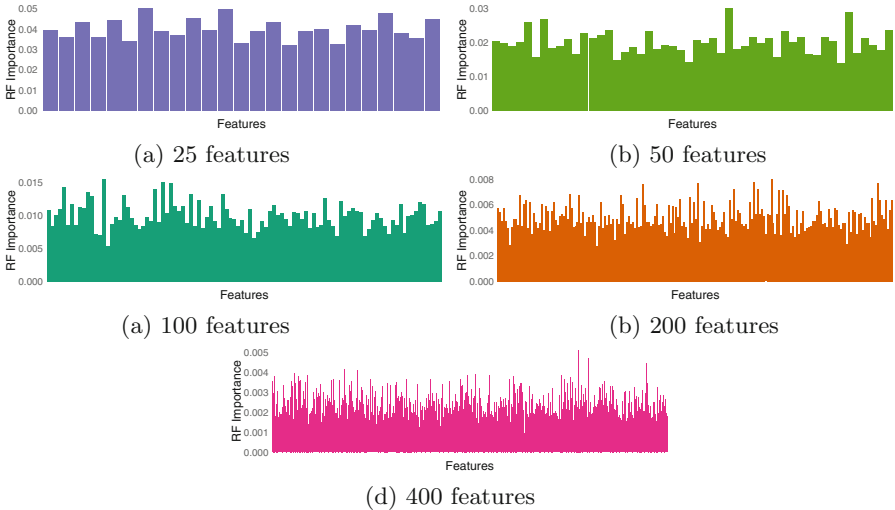 0.05
0.04
0.03
0.02
0.01
0.00
RF Importance
Features
(a) 25 features
0.03
0.02
0.01
0.00
RF Importance
Features
(b) 50 features
0.015
0.010
0.005
0.000
RF Importance
Features
(a) 100 features
0.008
0.006
0.004
0.002
0.000
RF Importance
Features
(b) 200 features
0.005
0.004
0.003
0.002
0.001
0.000
RF Importance
Features
(d) 400 features